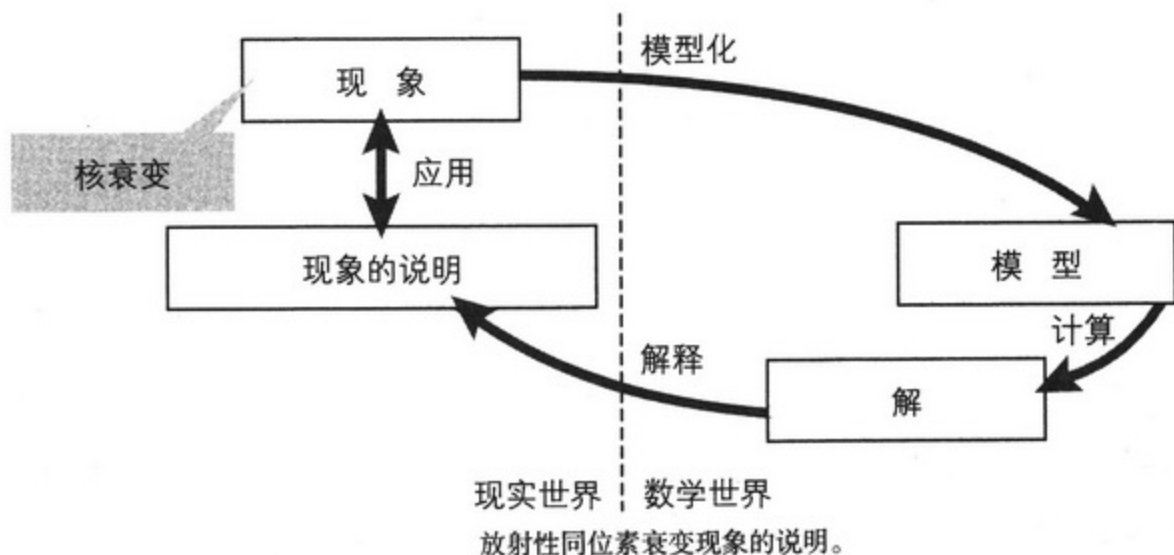 模型化
现 象
核衰变
应用
现象的说明
模 型
计算
解释
解
现实世界
数学世界
放射性同位素衰变现象的说明。